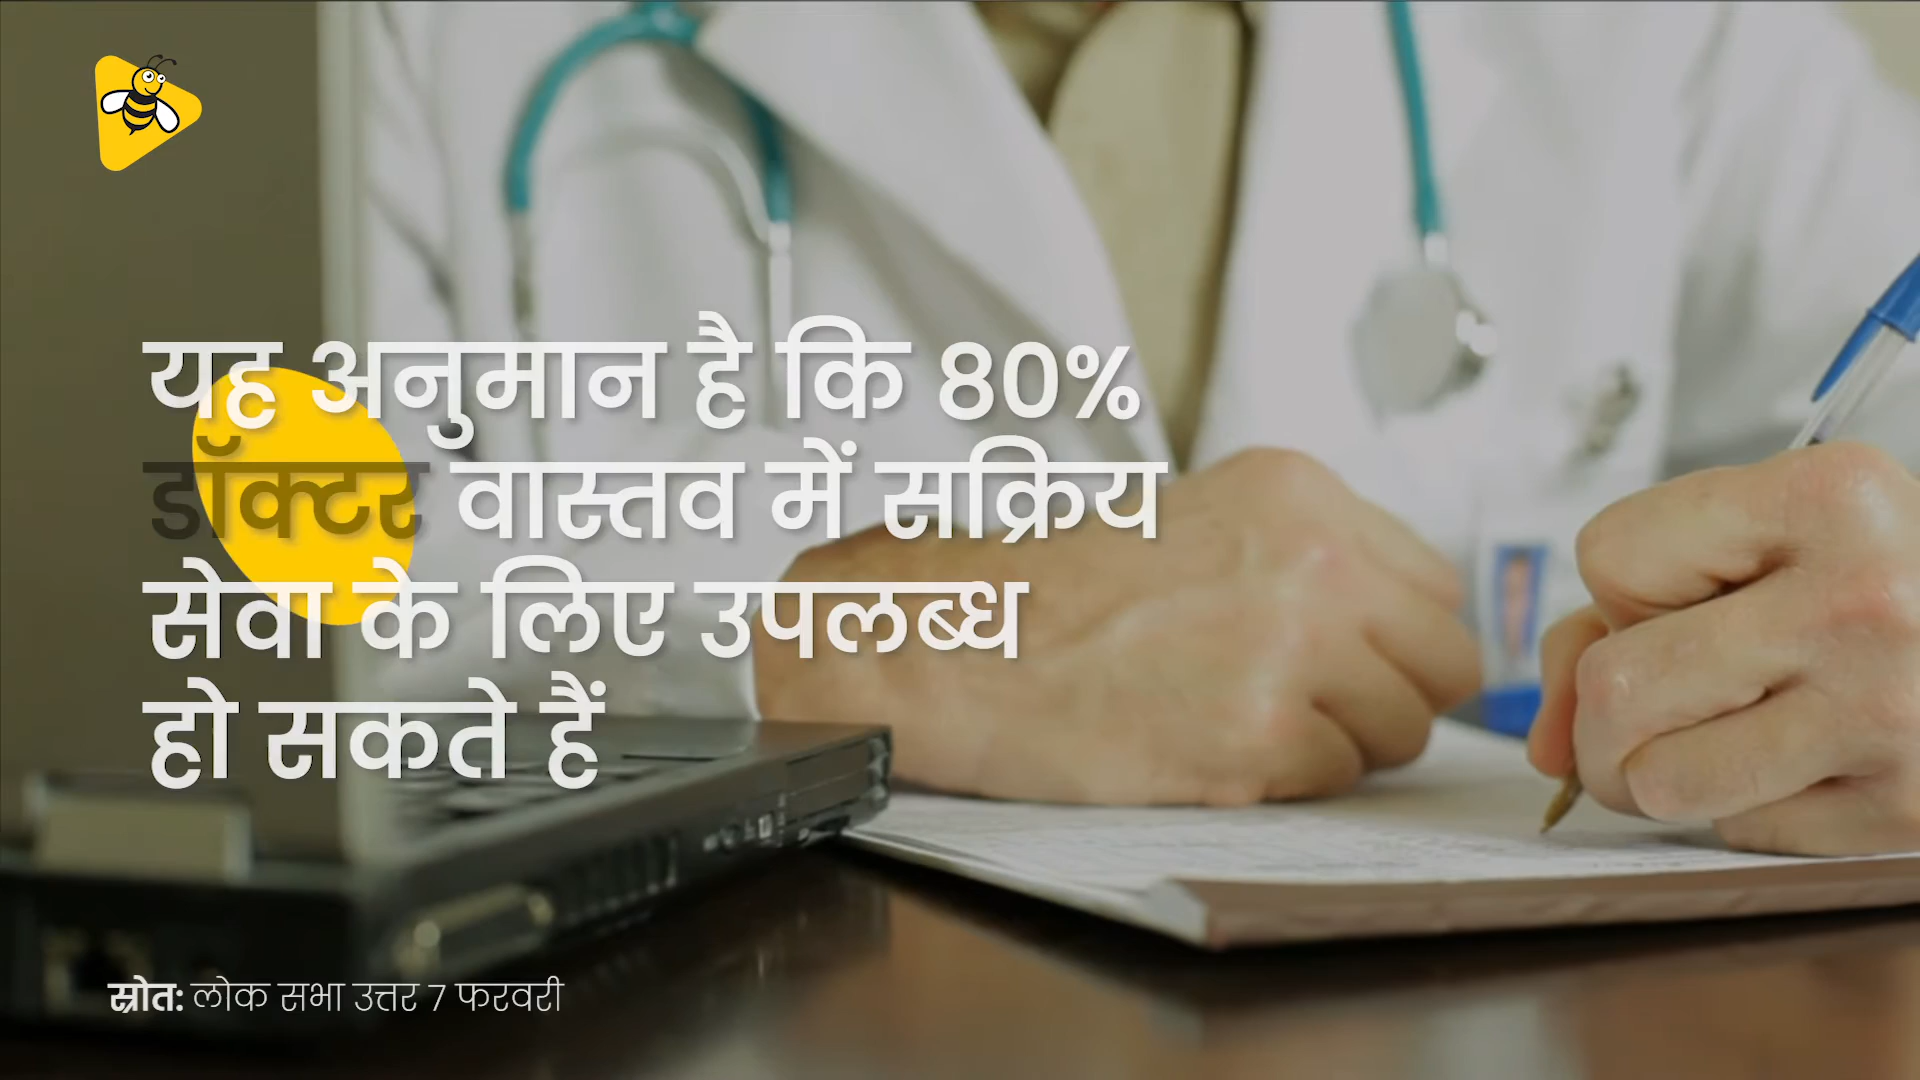 यह अनुमान है कि 80%
डॉक्टर वास्तव में सक्रिय
सेवा के लिए उपलब्ध
हो सकते हैं
स्रोत: लोक सभा उत्तर 7 फरवरी